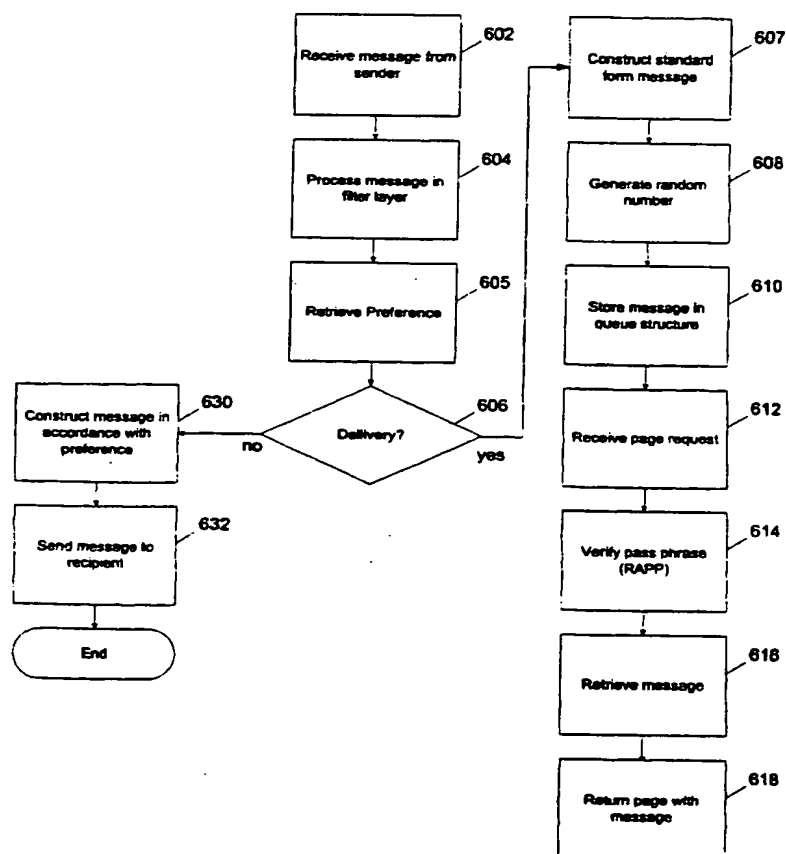 602
Receive message from
sender
604
Process message in
filter layer
605
Retrieve Preference
606
Dellivery?
no
yes
630
Construct message in
accordance with
preference
632
Send message to
recipient
End
607
Construct standard
form message
608
Generate random
number
610
Store message in
queue structure
612
Receive page request
614
Verify pass phrase
(RAPP)
616
Retrieve message
618
Return page with
message